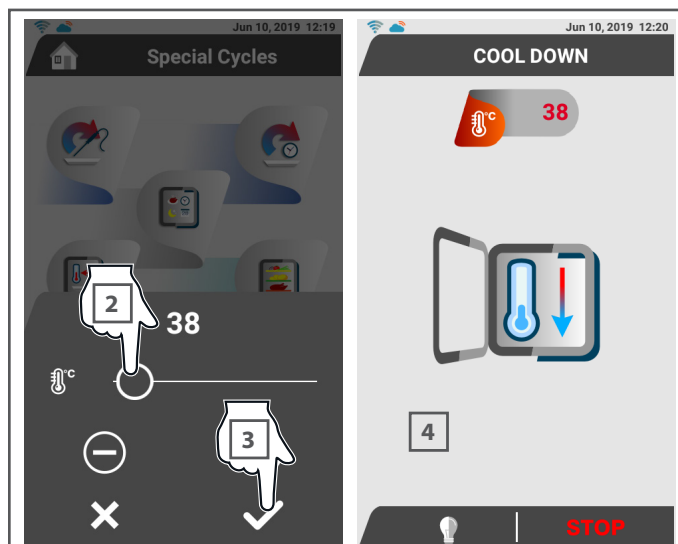 Jun 10, 2019 12:19
Special Cycles
2
38
°C
3
Jun 10, 2019 12:20
COOL DOWN
°C
38
4
STOP